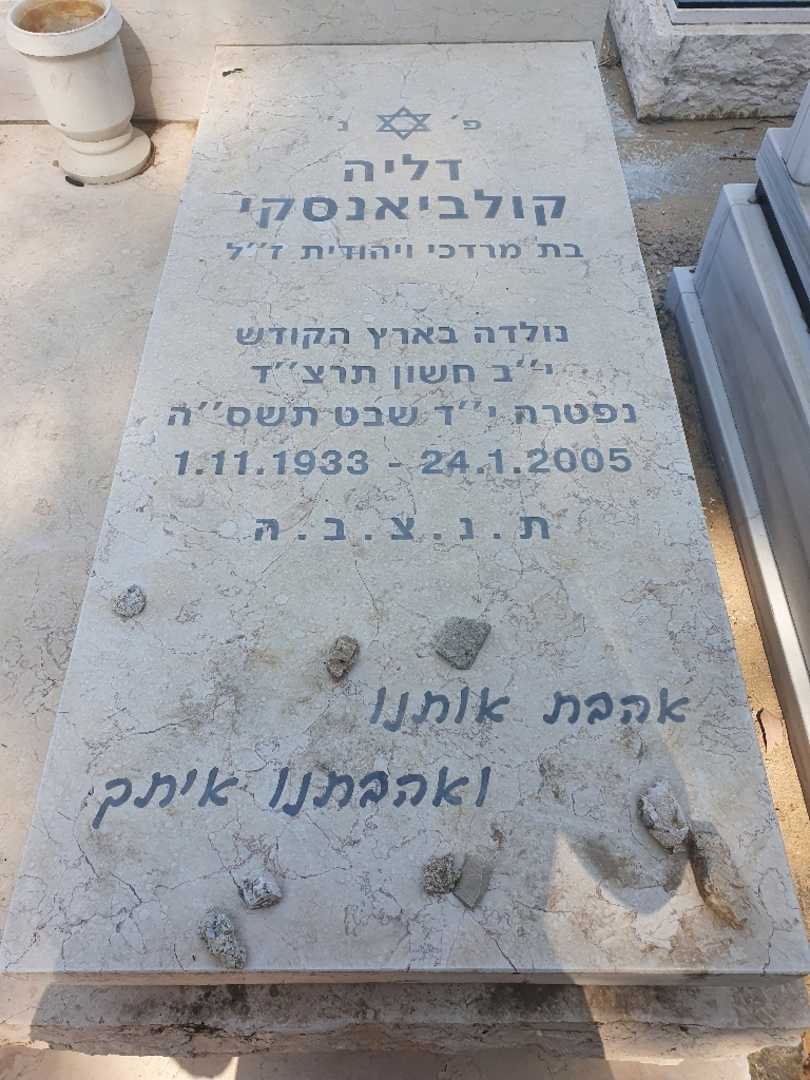 פ' נ'
דליה
קולביאנסקי
בת מרדכי ויהודית ז"ל
נולדה בארץ הקודש
י"ב חשון תרצ"ד
נפטרה י"ד שבט תשס"ה
1.11.1933 - 24.1.2005
ת.נ.צ.ב.ה
אהבת אותנו
ואהבתנו איתך